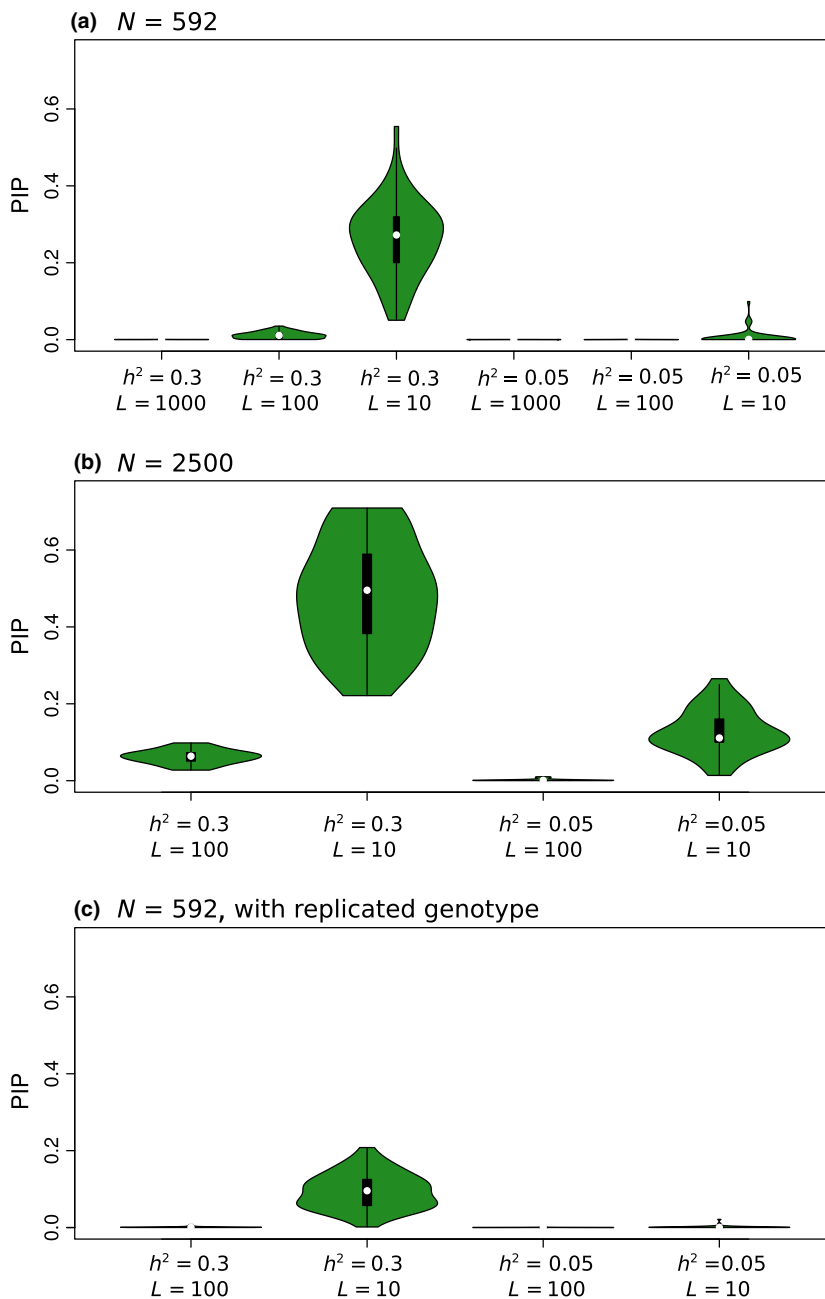 (a) N = 592
0.6
0.4
0.2
0.0
PIP
h² = 0.3 h² = 0.3 h² = 0.3 h² = 0.05 h² = 0.05 h² = 0.05
L = 1000 L = 100 L = 10 L = 1000 L = 100 L = 10
(b) N = 2500
0.6
0.4
0.2
0.0
PIP
h² = 0.3 h² = 0.3 h² = 0.05 h² =0.05
L = 100 L = 10 L = 100 L = 10
(c) N = 592, with replicated genotype
0.6
0.4
0.2
0.0
PIP
h² = 0.3 h² = 0.3 h² = 0.05 h² =0.05
L = 100 L = 10 L = 100 L = 10